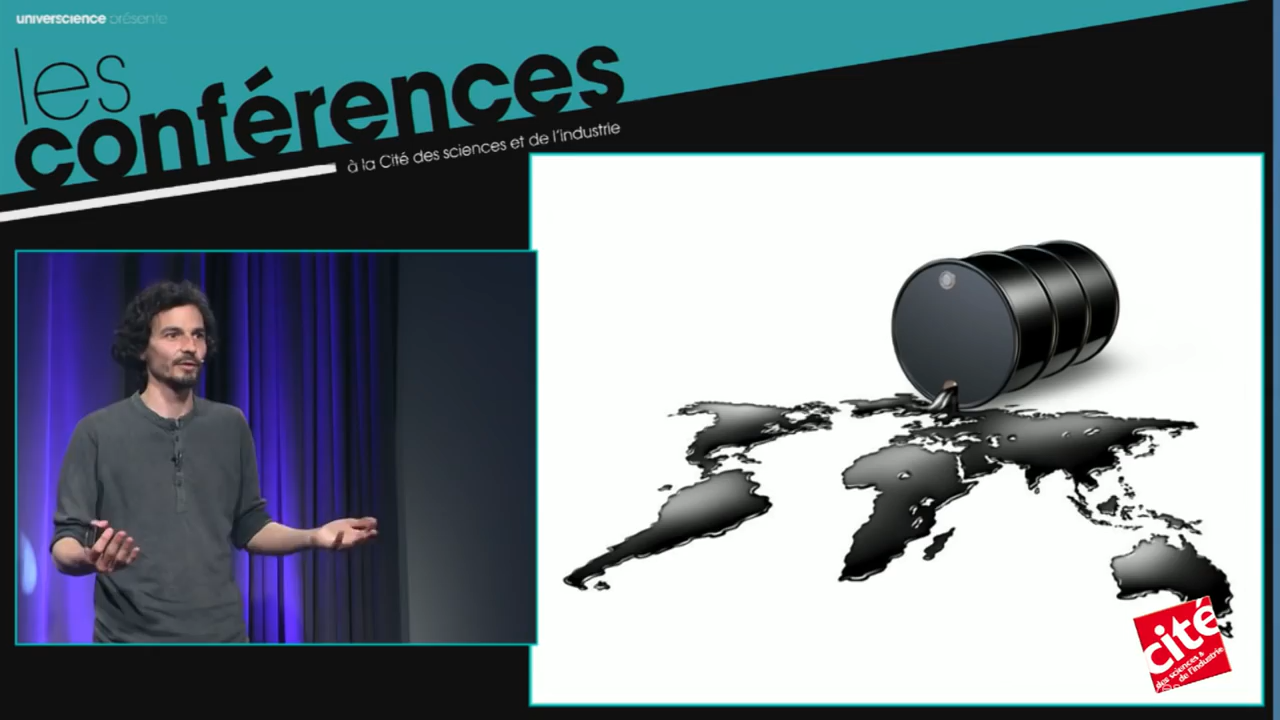 universcience présente
les
conférences
à la Cité des sciences et de l'industrie
cité
des sciences &
de l'industrie